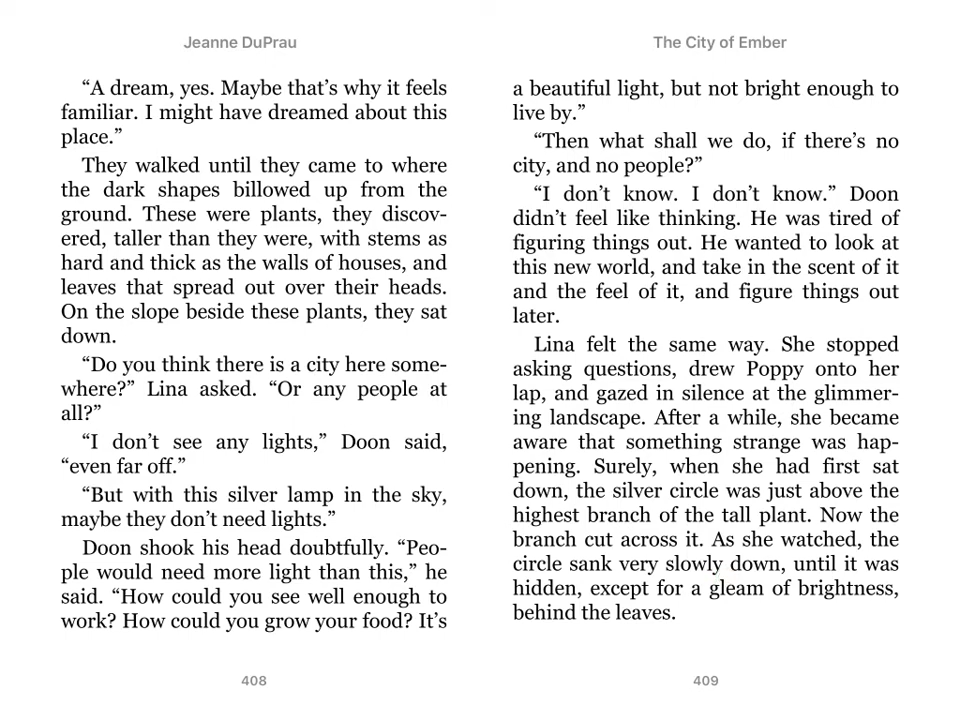 Jeanne DuPrau
“A dream, yes. Maybe that’s why it feels
familiar. I might have dreamed about this
place.”
They walked until they came to where
the dark shapes billowed up from the
ground. These were plants, they discov-
ered, taller than they were, with stems as
hard and thick as the walls of houses, and
leaves that spread out over their heads.
On the slope beside these plants, they sat
down.
“Do you think there is a city here some-
where?” Lina asked. “Or any people at
all?”
“I don’t see any lights,” Doon said,
“even far off.”
“But with this silver lamp in the sky,
maybe they don’t need lights.”
Doon shook his head doubtfully. “Peo-
ple would need more light than this,” he
said. “How could you see well enough to
work? How could you grow your food? It’s
408
The City of Ember
a beautiful light, but not bright enough to
live by.”
“Then what shall we do, if there’s no
city, and no people?”
“I don’t know. I don’t know.” Doon
didn’t feel like thinking. He was tired of
figuring things out. He wanted to look at
this new world, and take in the scent of it
and the feel of it, and figure things out
later.
Lina felt the same way. She stopped
asking questions, drew Poppy onto her
lap, and gazed in silence at the glimmer-
ing landscape. After a while, she became
aware that something strange was hap-
pening. Surely, when she had first sat
down, the silver circle was just above the
highest branch of the tall plant. Now the
branch cut across it. As she watched, the
circle sank very slowly down, until it was
hidden, except for a gleam of brightness,
behind the leaves.
409